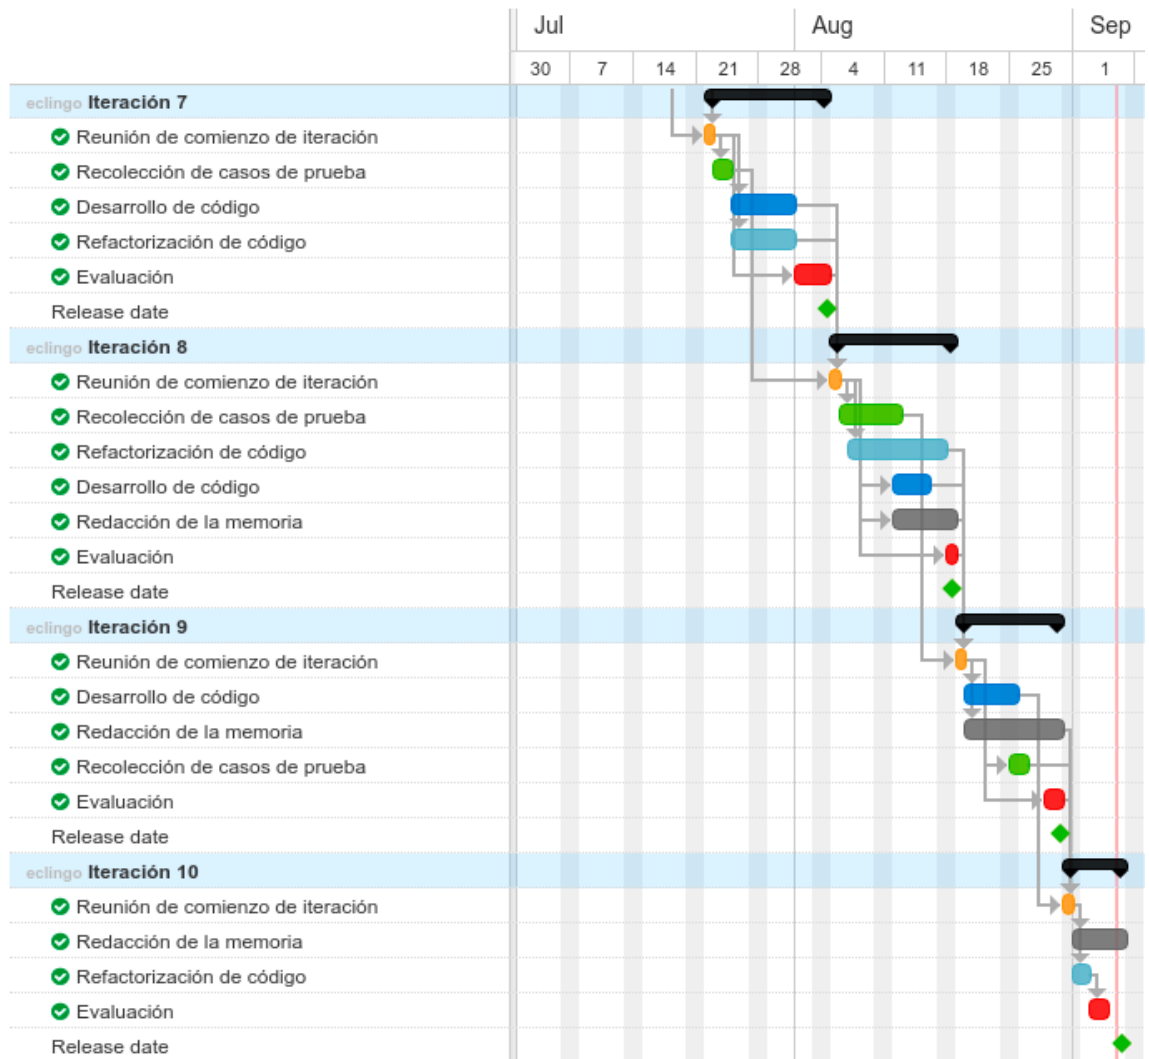 Jul Aug Sep
30 7 14 21 28 4 11 18 25 1
eclingo Iteración 7
Reunión de comienzo de iteración
Recolección de casos de prueba
Desarrollo de código
Refactorización de código
Evaluación
Release date
eclingo Iteración 8
Reunión de comienzo de iteración
Recolección de casos de prueba
Refactorización de código
Desarrollo de código
Redacción de la memoria
Evaluación
Release date
eclingo Iteración 9
Reunión de comienzo de iteración
Desarrollo de código
Redacción de la memoria
Recolección de casos de prueba
Evaluación
Release date
eclingo Iteración 10
Reunión de comienzo de iteración
Redacción de la memoria
Refactorización de código
Evaluación
Release date